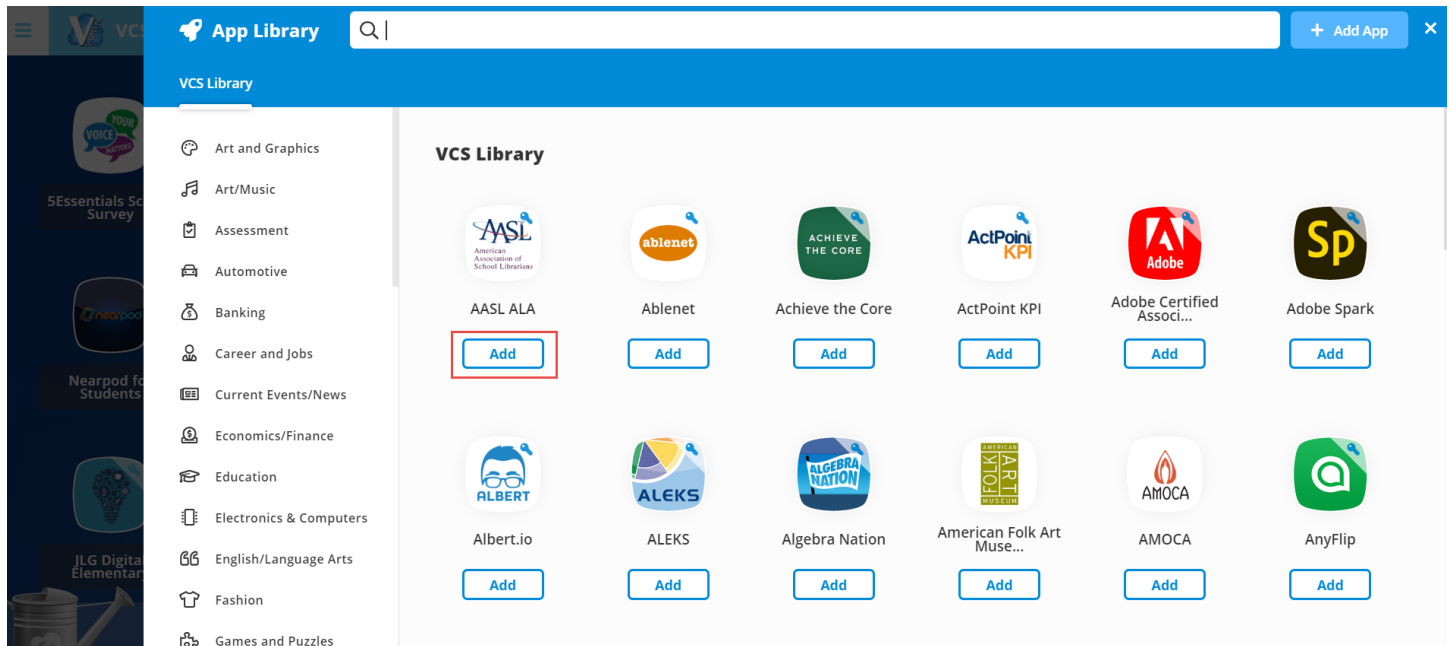 VCS
App Library
+ Add App
VCS Library
5Essentials Sc
Survey
Nearpod fo
Students
JLG Digital
Elementary
YOUR
VOICE
MATTERS
nearpod
Art and Graphics
Art/Music
Assessment
Automotive
Banking
Career and Jobs
Current Events/News
Economics/Finance
Education
Electronics & Computers
English/Language Arts
Fashion
Games and Puzzles
VCS Library
AASL
American
Association of
School Librarians
ablenet
ACHIEVE
THE CORE
ActPoint
KPI
Adobe
Sp
AASL ALA
Ablenet
Achieve the Core
ActPoint KPI
Adobe Certified
Associ...
Adobe Spark
Add
Add
Add
Add
Add
Add
ALBERT
ALEKS
ALGEBRA
NATION
AMERICAN
FOLK
ART
MUSEUM
AMOCA
Albert.io
ALEKS
Algebra Nation
American Folk Art
Muse...
AMOCA
AnyFlip
Add
Add
Add
Add
Add
Add